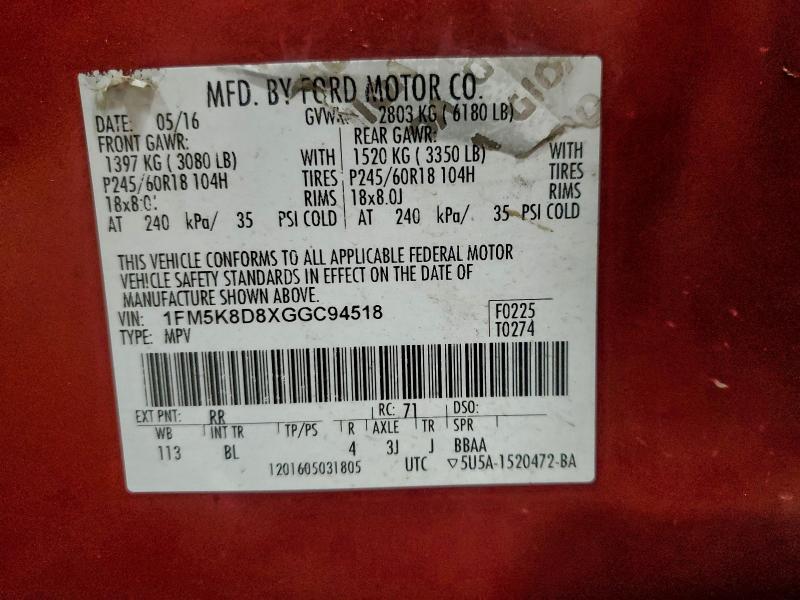 MFD. BY FORD MOTOR CO.
DATE: 05/16 GVWR: 2803 KG ( 6180 LB)
FRONT GAWR: REAR GAWR:
1397 KG ( 3080 LB) WITH 1520 KG ( 3350 LB) WITH
P245/60R18 104H TIRES P245/60R18 104H TIRES
18x8.0J RIMS 18x8.0J RIMS
AT 240 kPa/ 35 PSI COLD AT 240 kPa/ 35 PSI COLD
THIS VEHICLE CONFORMS TO ALL APPLICABLE FEDERAL MOTOR
VEHICLE SAFETY STANDARDS IN EFFECT ON THE DATE OF
MANUFACTURE SHOWN ABOVE.
VIN: 1FM5K8D8XGGC94518 F0225
TYPE: MPV T0274
EXT PNT: RR RC: 71 DSO:
WB INT TR TP/PS R AXLE TR SPR
113 BL 4 3J J BBAA
1201605031805 UTC ▽5U5A-1520472-BA